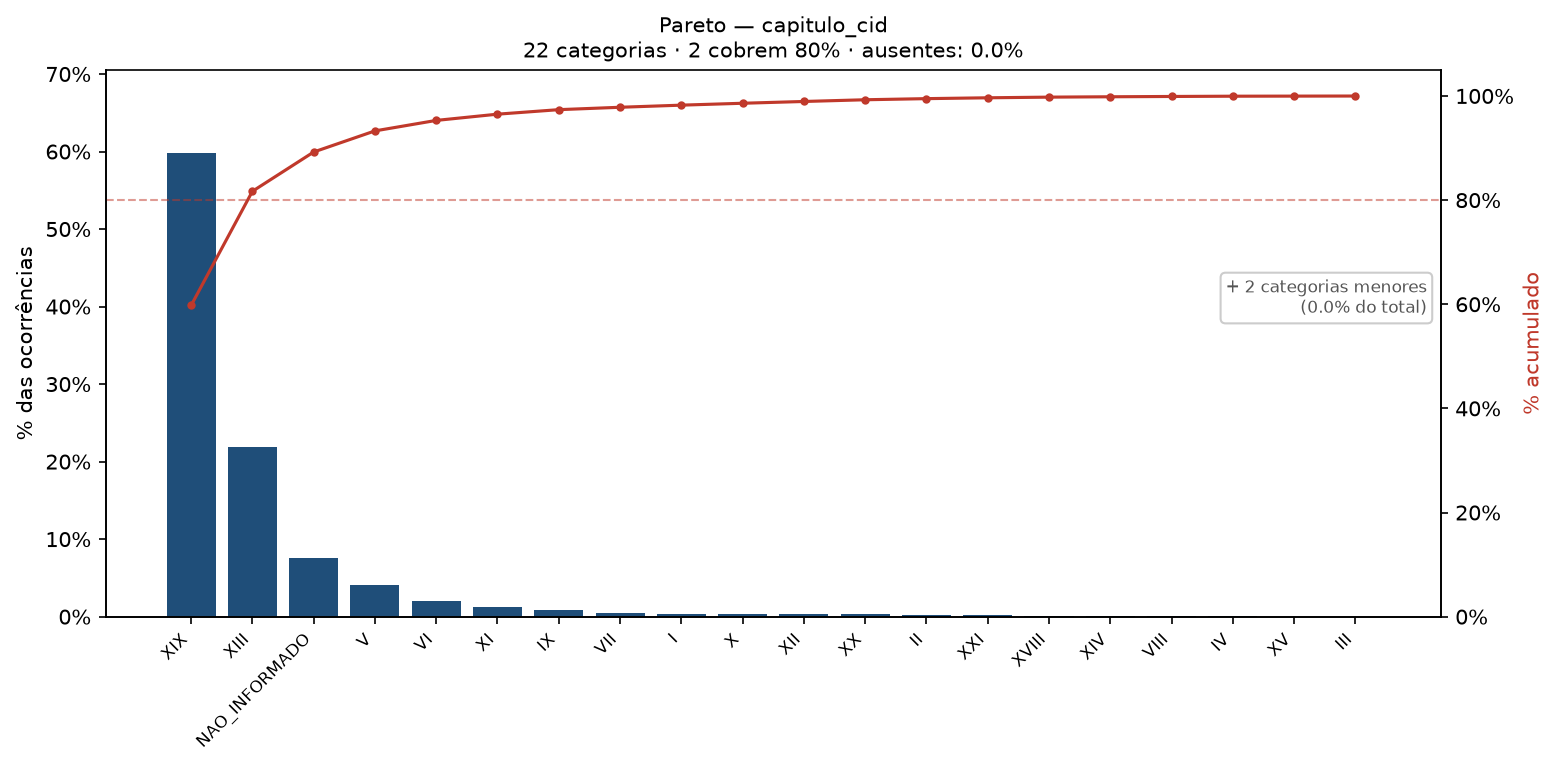 Pareto — capitulo_cid
22 categorias · 2 cobrem 80% · ausentes: 0.0%
% das ocorrências
70%
60%
50%
40%
30%
20%
10%
0%
+ 2 categorias menores
(0.0% do total)
100%
80%
60%
40%
20%
0%
% acumulado
XIX
XIII
NAO_INFORMADO
V
VI
XI
IX
VII
I
X
XII
XX
II
XXI
XVIII
XIV
VIII
IV
XV
III